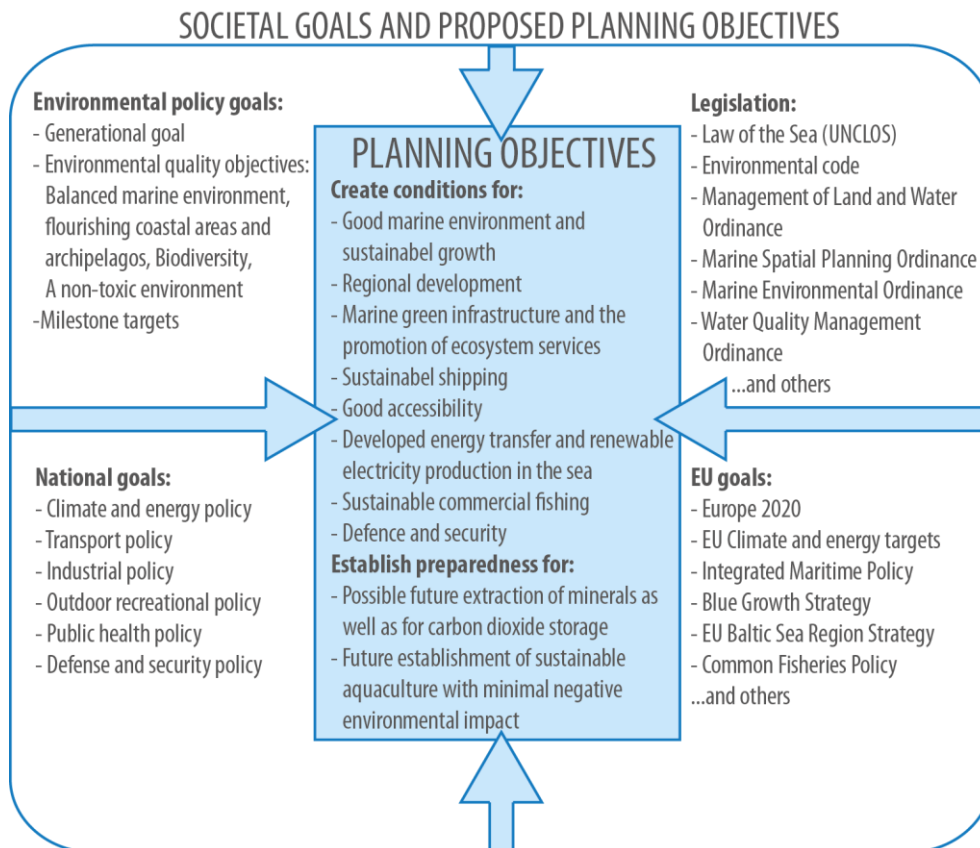 SOCIETAL GOALS AND PROPOSED PLANNING OBJECTIVES
Environmental policy goals:
- Generational goal
- Environmental quality objectives:
Balanced marine environment,
flourishing coastal areas and
archipelagos, Biodiversity,
A non-toxic environment
-Milestone targets
National goals:
- Climate and energy policy
- Transport policy
- Industrial policy
- Outdoor recreational policy
- Public health policy
- Defense and security policy
PLANNING OBJECTIVES
Create conditions for:
- Good marine environment and
sustainabel growth
- Regional development
- Marine green infrastructure and the
promotion of ecosystem services
- Sustainabel shipping
- Good accessibility
- Developed energy transfer and renewable
electricity production in the sea
- Sustainable commercial fishing
- Defence and security
Establish preparedness for:
- Possible future extraction of minerals as
well as for carbon dioxide storage
- Future establishment of sustainable
aquaculture with minimal negative
environmental impact
Legislation:
- Law of the Sea (UNCLOS)
- Environmental code
- Management of Land and Water
Ordinance
- Marine Spatial Planning Ordinance
- Marine Environmental Ordinance
- Water Quality Management
Ordinance
...and others
EU goals:
- Europe 2020
- EU Climate and energy targets
- Integrated Maritime Policy
- Blue Growth Strategy
- EU Baltic Sea Region Strategy
- Common Fisheries Policy
...and others